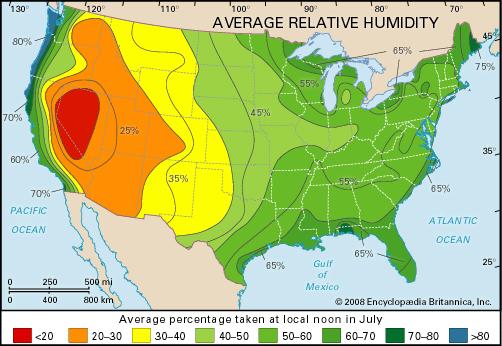 130° 120° 110° 100° 90° 80° 70°
AVERAGE RELATIVE HUMIDITY
45°
80%
65%
75%
55%
70%
45%
25%
35°
60%
35%
55%
70%
65%
PACIFIC
OCEAN
ATLANTIC
OCEAN
65%
65%
25°
Gulf
of
Mexico
0 250 500 mi
0 400 800 km
© 2008 Encyclopædia Britannica, Inc.
Average percentage taken at local noon in July
<20 20–30 30–40 40–50 50–60 60–70 70–80 >80